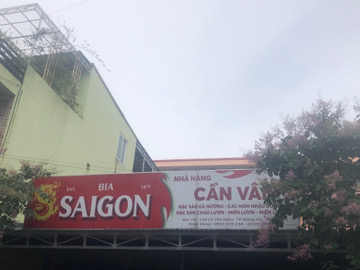 EST. BIA 1875
SAIGON
NHÀ HÀNG
CẦN VÂ
ĐẶC SẢN GÀ NƯỚNG - CÁC MÓN NHẬU
ĐẶC SẢN CHÁO LƯƠN - MIẾN LƯƠN - MIẾN